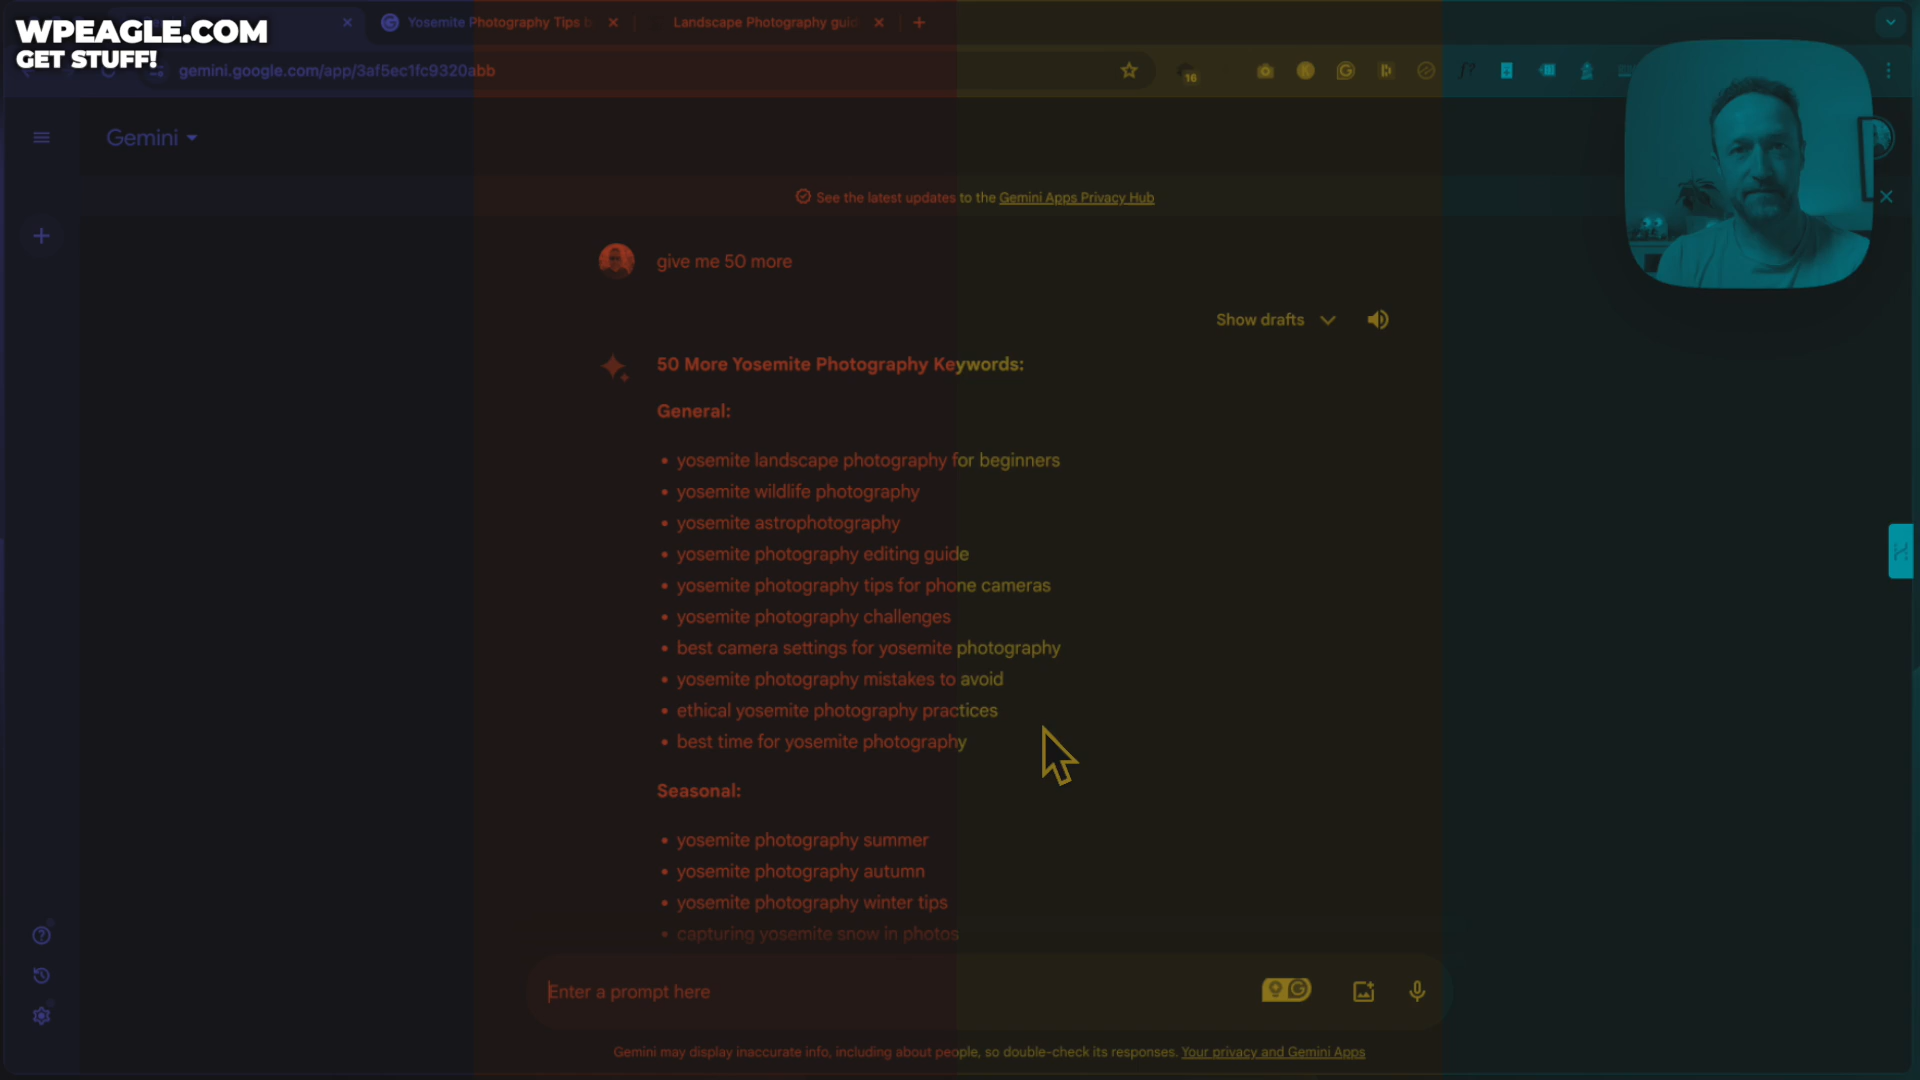 WPEAGLE.COM
GET STUFF!
Yosemite Photography Tips b
Landscape Photography guid
gemini.google.com/app/3af5ec1fc9320abb
16
f?
Gemini
See the latest updates to the Gemini Apps Privacy Hub
give me 50 more
Show drafts
50 More Yosemite Photography Keywords:
General:
• yosemite landscape photography for beginners
• yosemite wildlife photography
• yosemite astrophotography
• yosemite photography editing guide
• yosemite photography tips for phone cameras
• yosemite photography challenges
• best camera settings for yosemite photography
• yosemite photography mistakes to avoid
• ethical yosemite photography practices
• best time for yosemite photography
Seasonal:
• yosemite photography summer
• yosemite photography autumn
• yosemite photography winter tips
• capturing yosemite snow in photos
Enter a prompt here
Gemini may display inaccurate info, including about people, so double-check its responses. Your privacy and Gemini Apps